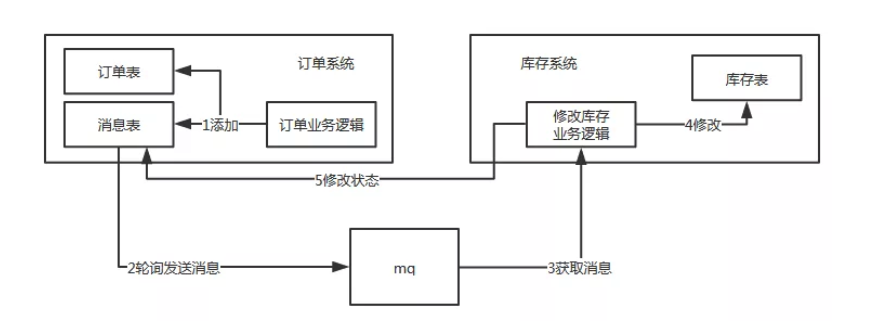 订单系统
订单表
消息表
1添加
订单业务逻辑
库存系统
库存表
修改库存
业务逻辑
4修改
5修改状态
2轮询发送消息
mq
3获取消息